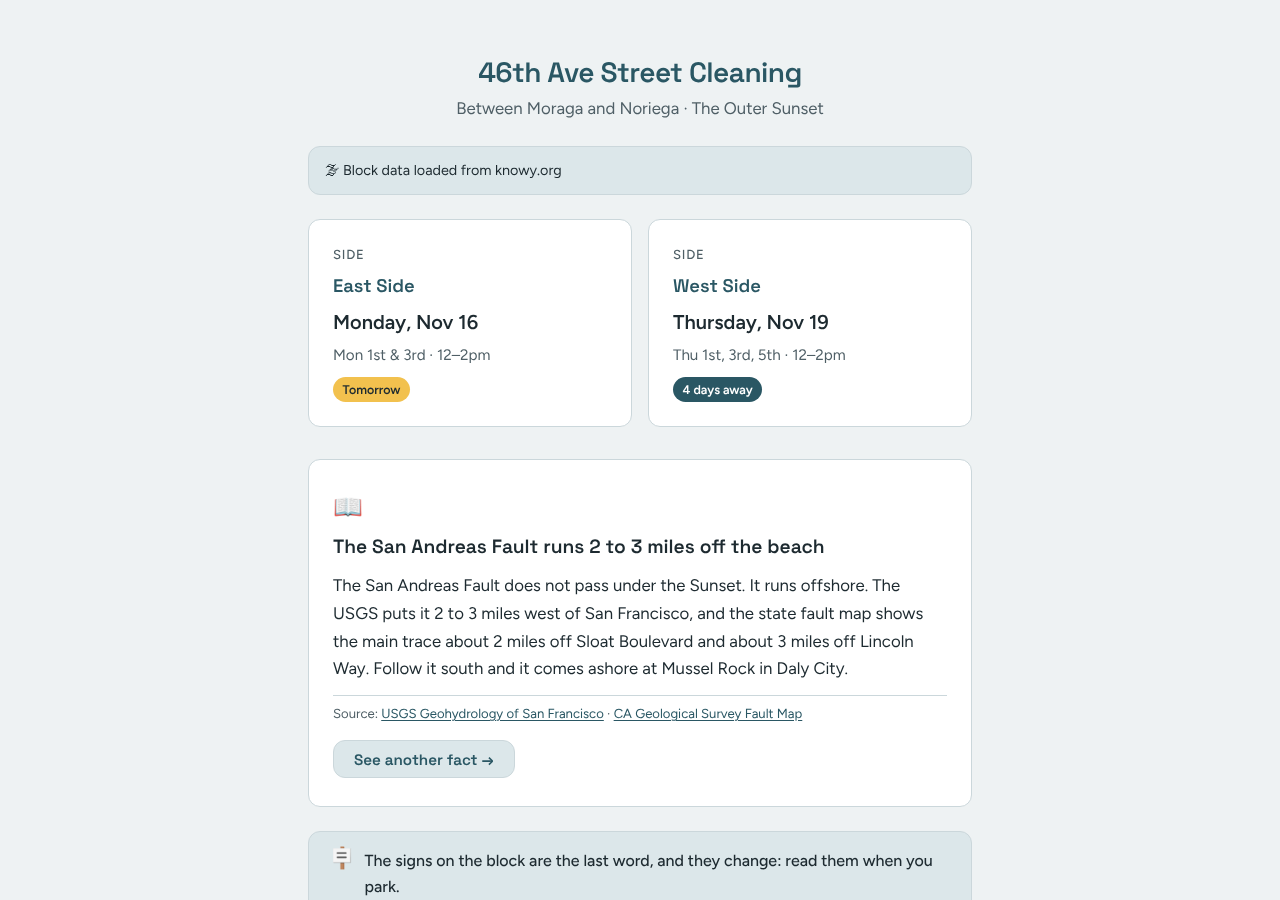 46th Ave Street Cleaning
Between Moraga and Noriega · The Outer Sunset
Block data loaded from knowy.org
SIDE
East Side
Monday, Nov 16
Mon 1st & 3rd · 12–2pm
Tomorrow
SIDE
West Side
Thursday, Nov 19
Thu 1st, 3rd, 5th · 12–2pm
4 days away
The San Andreas Fault runs 2 to 3 miles off the beach
The San Andreas Fault does not pass under the Sunset. It runs offshore. The
USGS puts it 2 to 3 miles west of San Francisco, and the state fault map shows
the main trace about 2 miles off Sloat Boulevard and about 3 miles off Lincoln
Way. Follow it south and it comes ashore at Mussel Rock in Daly City.
Source: USGS Geohydrology of San Francisco · CA Geological Survey Fault Map
See another fact →
The signs on the block are the last word, and they change: read them when you
park.